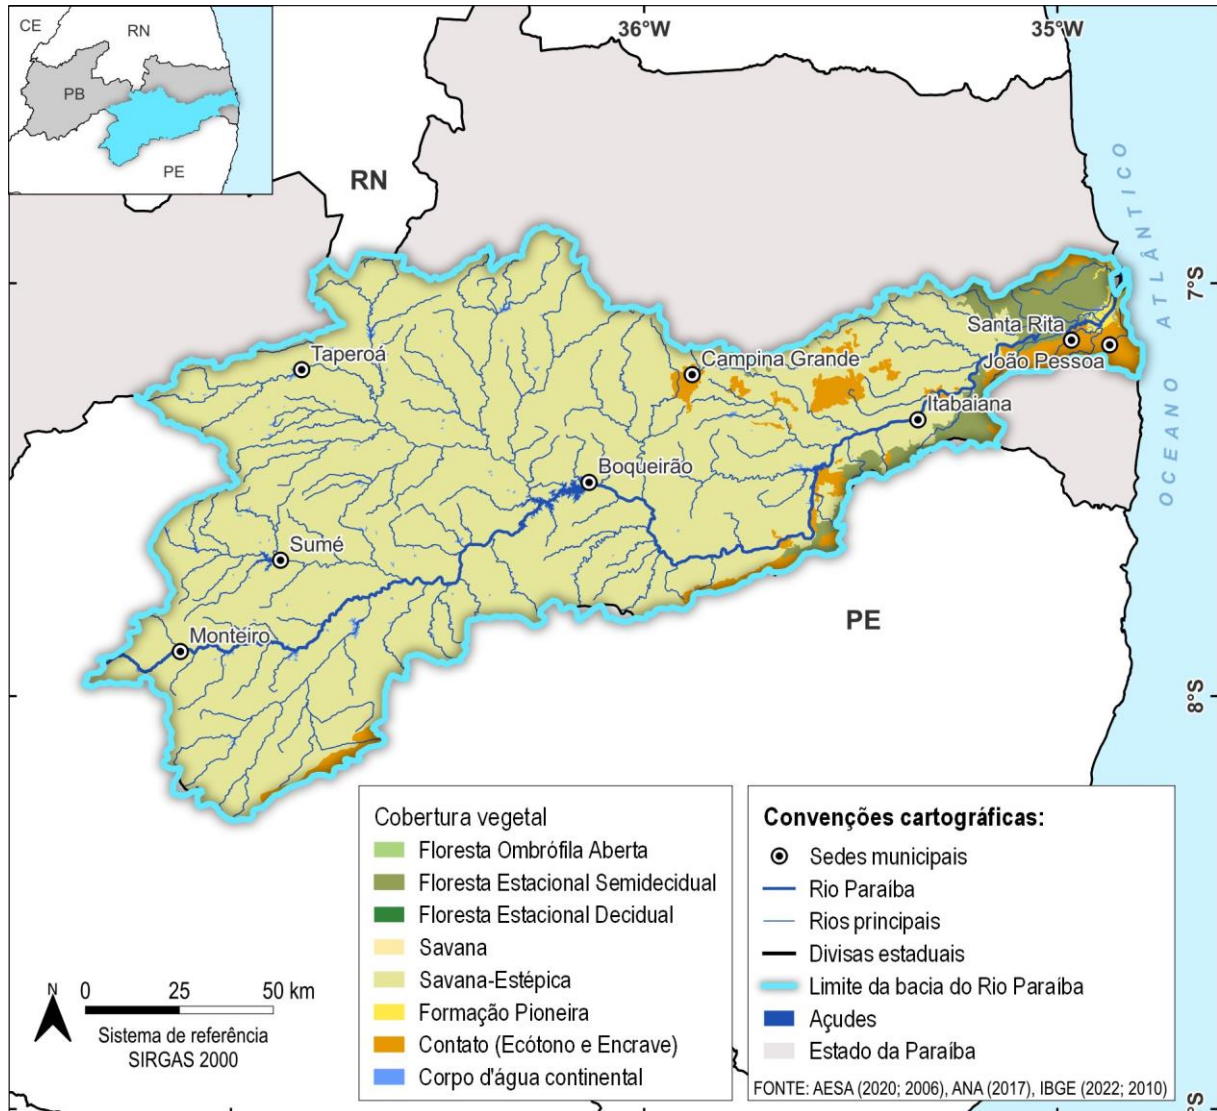 CE
RN
PB
PE
36°W
35°W
RN
OCEANO ATLÂNTICO
7°S
Taperoá
Campina Grande
Santa Rita
João Pessoa
Itabaiana
Boqueirão
Sumé
Monteiro
PE
8°S
N
0 25 50 km
Sistema de referência
SIRGAS 2000
Cobertura vegetal
Floresta Ombrófila Aberta
Floresta Estacional Semidecidual
Floresta Estacional Decidual
Savana
Savana-Estépica
Formação Pioneira
Contato (Ecótono e Encrave)
Corpo d'água continental
Convenções cartográficas:
Sedes municipais
Rio Paraíba
Rios principais
Divisas estaduais
Limite da bacia do Rio Paraíba
Açudes
Estado da Paraíba
FONTE: AESA (2020; 2006), ANA (2017), IBGE (2022; 2010)